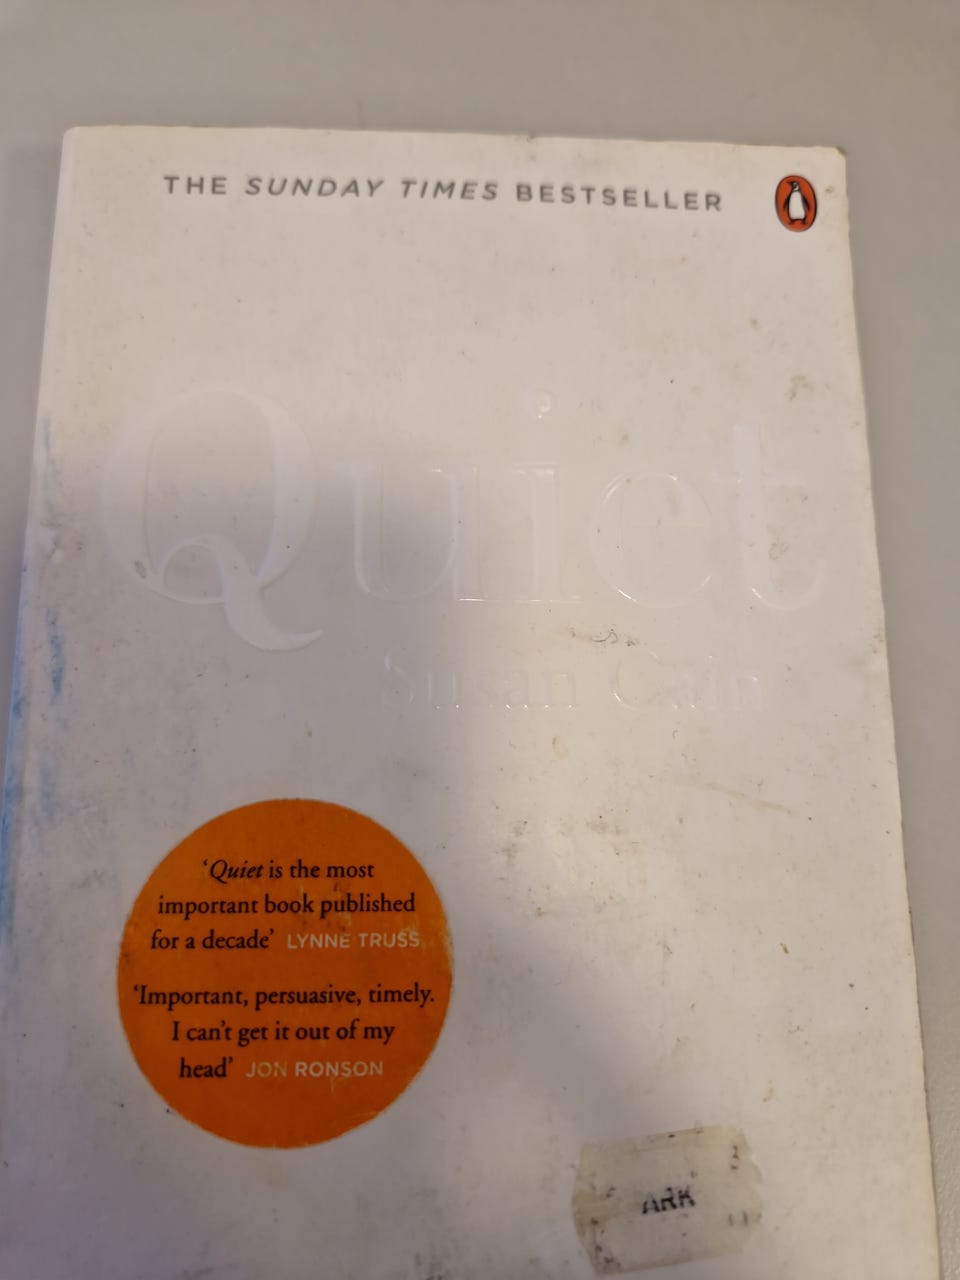 THE SUNDAY TIMES BESTSELLER
Quiet
Susan Cain
‘Quiet is the most
important book published
for a decade’ LYNNE TRUSS
‘Important, persuasive, timely.
I can’t get it out of my
head’ JON RONSON
ARK